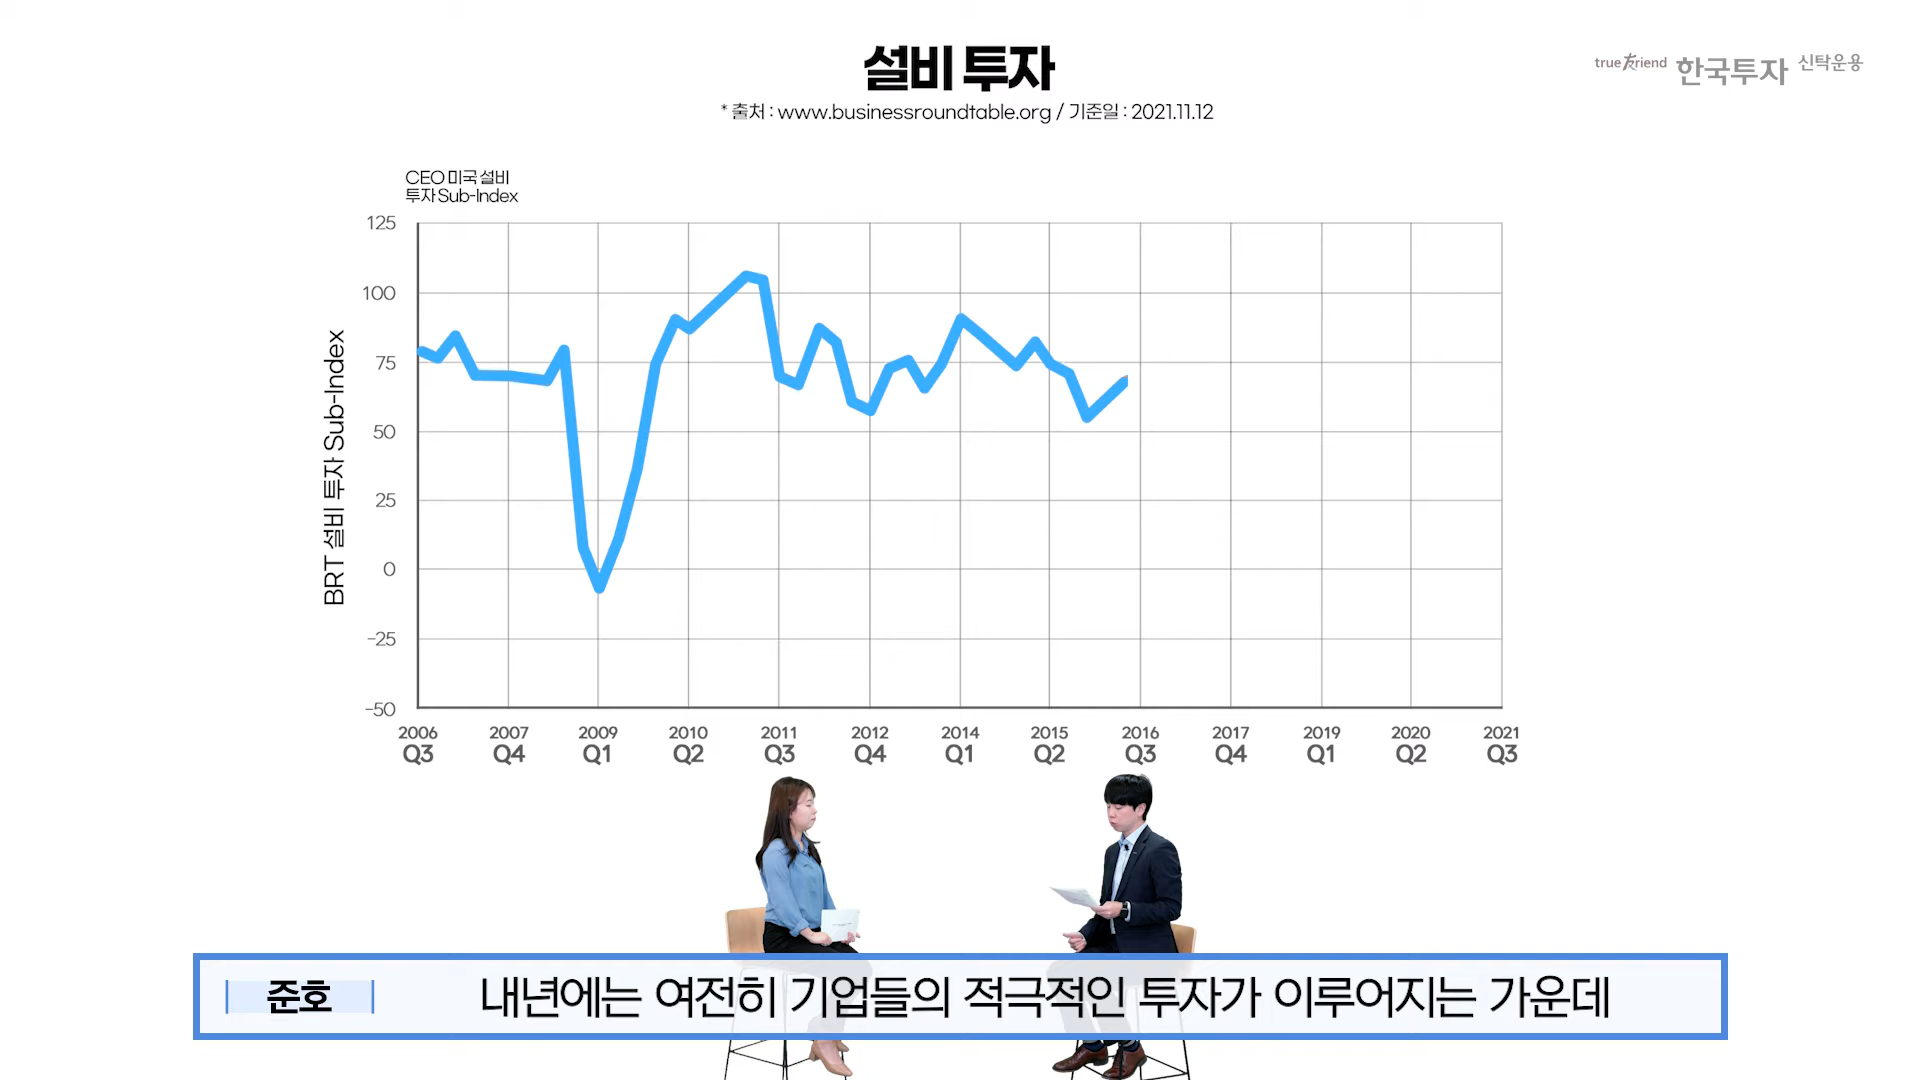 설비 투자
* 출처 : www.businessroundtable.org / 기준일 : 2021.11.12
true Friend 한국투자 신탁운용
CEO 미국 설비
투자 Sub-Index
BRT 설비 투자 Sub-Index
125
100
75
50
25
0
-25
-50
2006 2007 2009 2010 2011 2012 2014 2015 2016 2017 2019 2020 2021
Q3 Q4 Q1 Q2 Q3 Q4 Q1 Q2 Q3 Q4 Q1 Q2 Q3
준호 내년에는 여전히 기업들의 적극적인 투자가 이루어지는 가운데